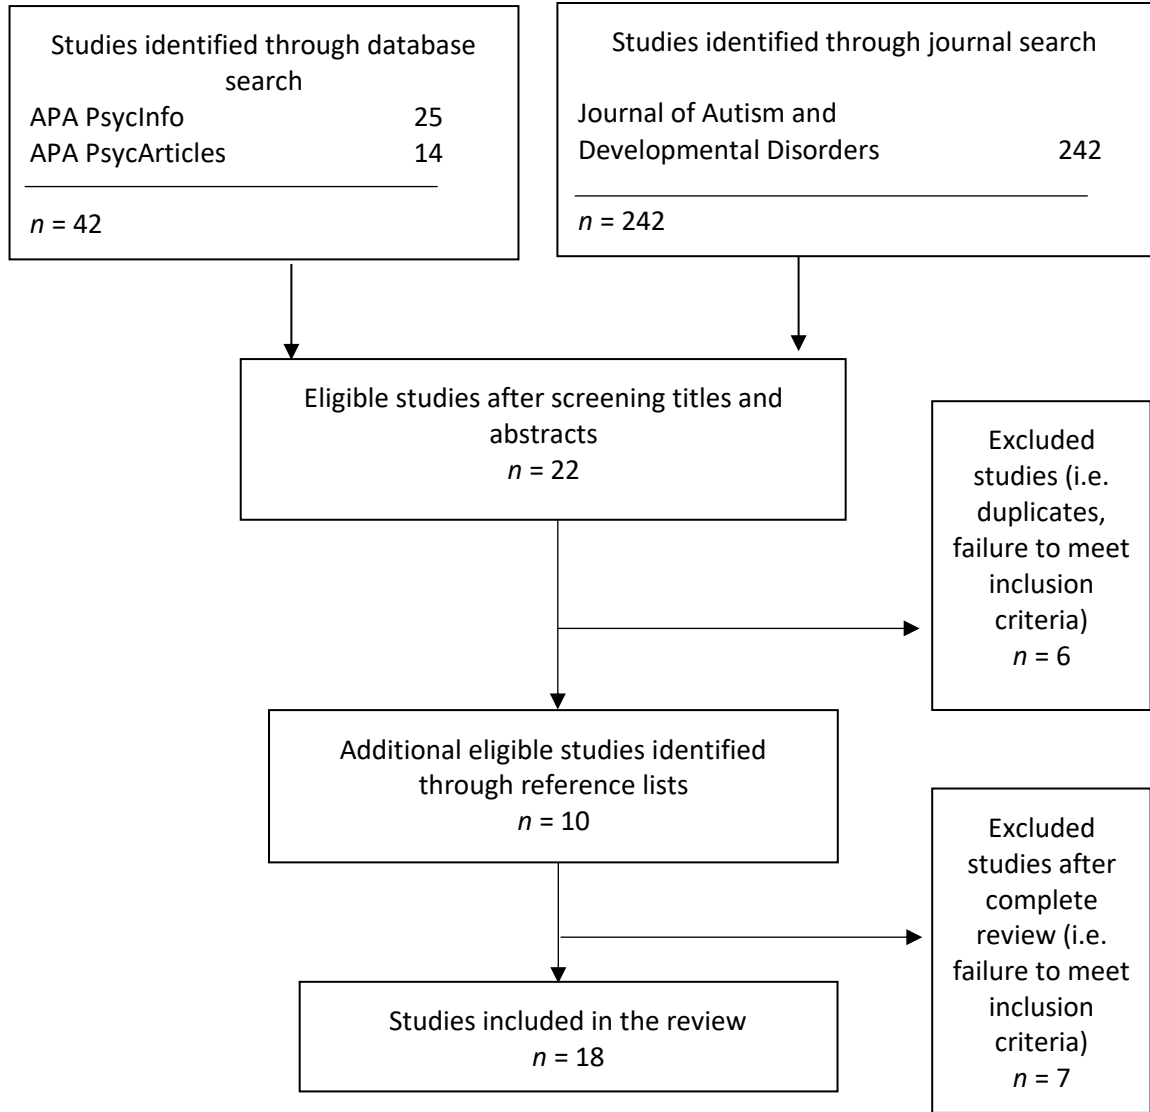 Studies identified through database
search
APA PsycInfo 25
APA PsycArticles 14
n = 42
Studies identified through journal search
Journal of Autism and
Developmental Disorders 242
n = 242
Eligible studies after screening titles and
abstracts
n = 22
Excluded
studies (i.e.
duplicates,
failure to meet
inclusion
criteria)
n = 6
Additional eligible studies identified
through reference lists
n = 10
Excluded
studies after
complete
review (i.e.
failure to meet
inclusion
criteria)
n = 7
Studies included in the review
n = 18